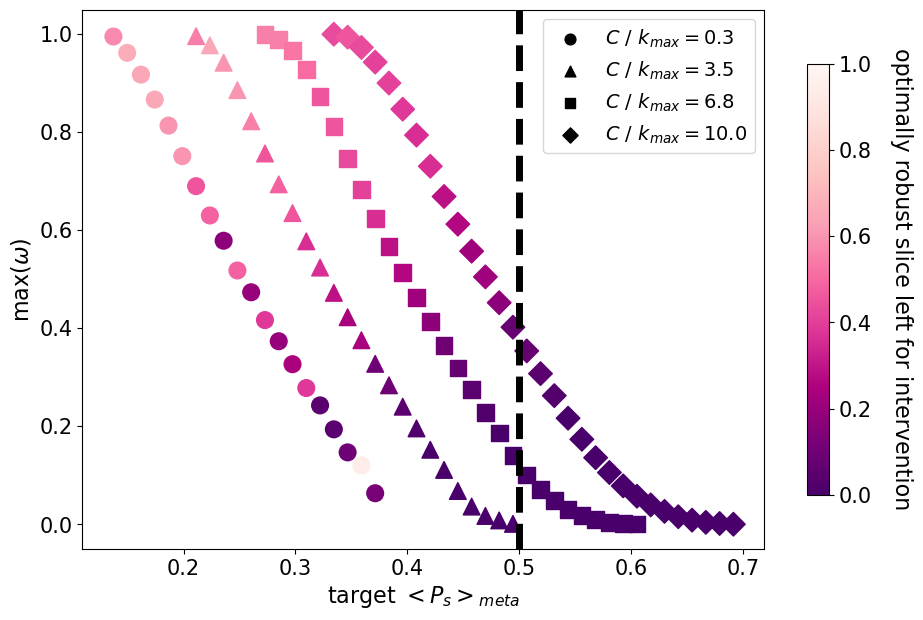 1.0
0.8
0.6
0.4
0.2
0.0
max(ω)
0.2
0.3
0.4
0.5
0.6
0.7
target < P_s >_meta
C / k_max = 0.3
C / k_max = 3.5
C / k_max = 6.8
C / k_max = 10.0
1.0
0.8
0.6
0.4
0.2
0.0
optimally robust slice left for intervention